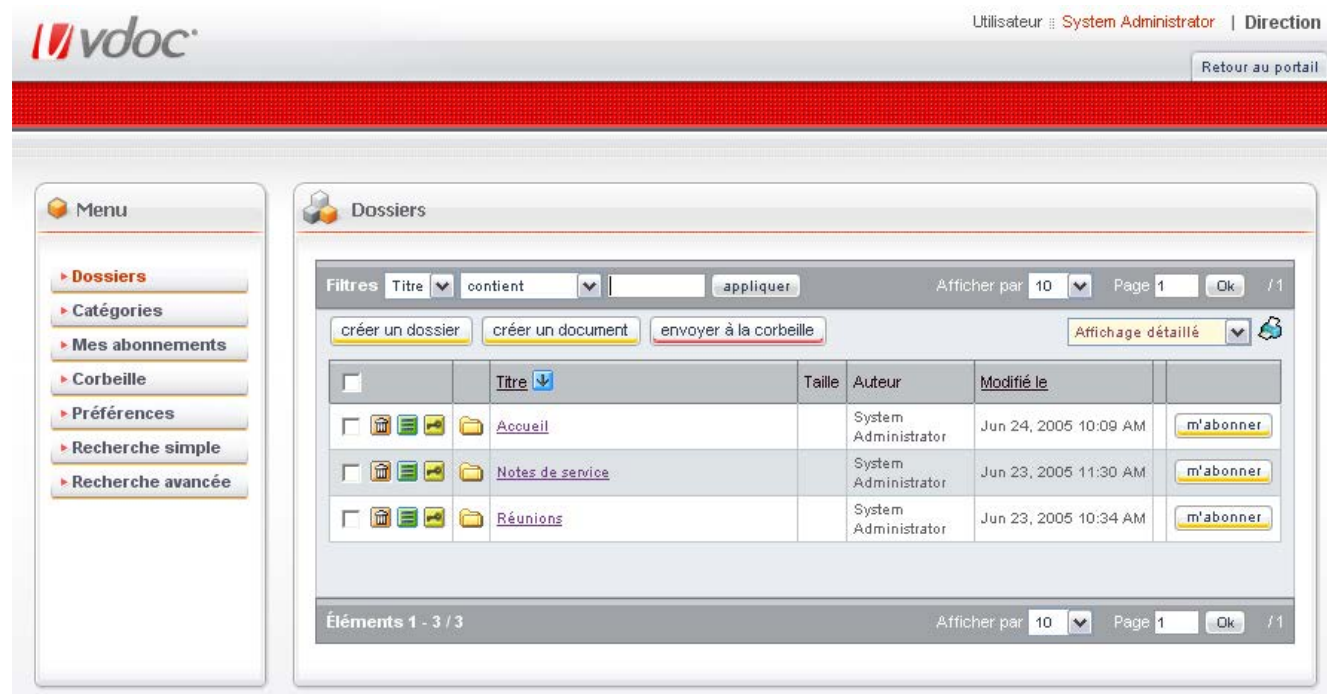 vdoc
Utilisateur System Administrator | Direction
Retour au portail
Menu
Dossiers
Catégories
Mes abonnements
Corbeille
Préférences
Recherche simple
Recherche avancée
Dossiers
Filtres Titre contient appliquer Afficher par 10 Page 1 Ok / 1
créer un dossier créer un document envoyer à la corbeille Affichage détaillé
Titre Taille Auteur Modifié le
Accueil System Administrator Jun 24, 2005 10:09 AM m'abonner
Notes de service System Administrator Jun 23, 2005 11:30 AM m'abonner
Réunions System Administrator Jun 23, 2005 10:34 AM m'abonner
Éléments 1 - 3 / 3 Afficher par 10 Page 1 Ok / 1